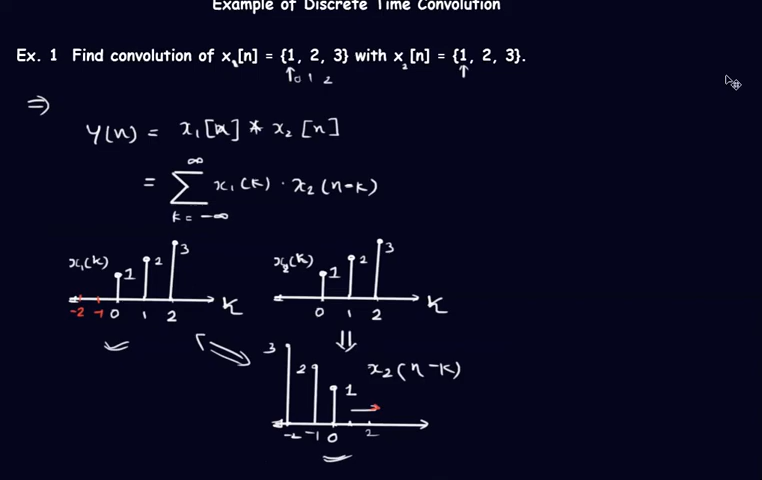 Example of Discrete Time Convolution
Ex. 1 Find convolution of x₁[n] = {1, 2, 3} with x₂[n] = {1, 2, 3}.
↑ 0 1 2 ↑
⇒
y(n) = x₁[n] * x₂[n]
= ∑ x₁(k) · x₂(n-k)
∞
k = -∞
x₁(k) 1 2 3
-2 -1 0 1 2 K
x₂(k) 1 2 3
0 1 2 K
⇓
3 2 1 x₂(n-k)
-2 -1 0 2